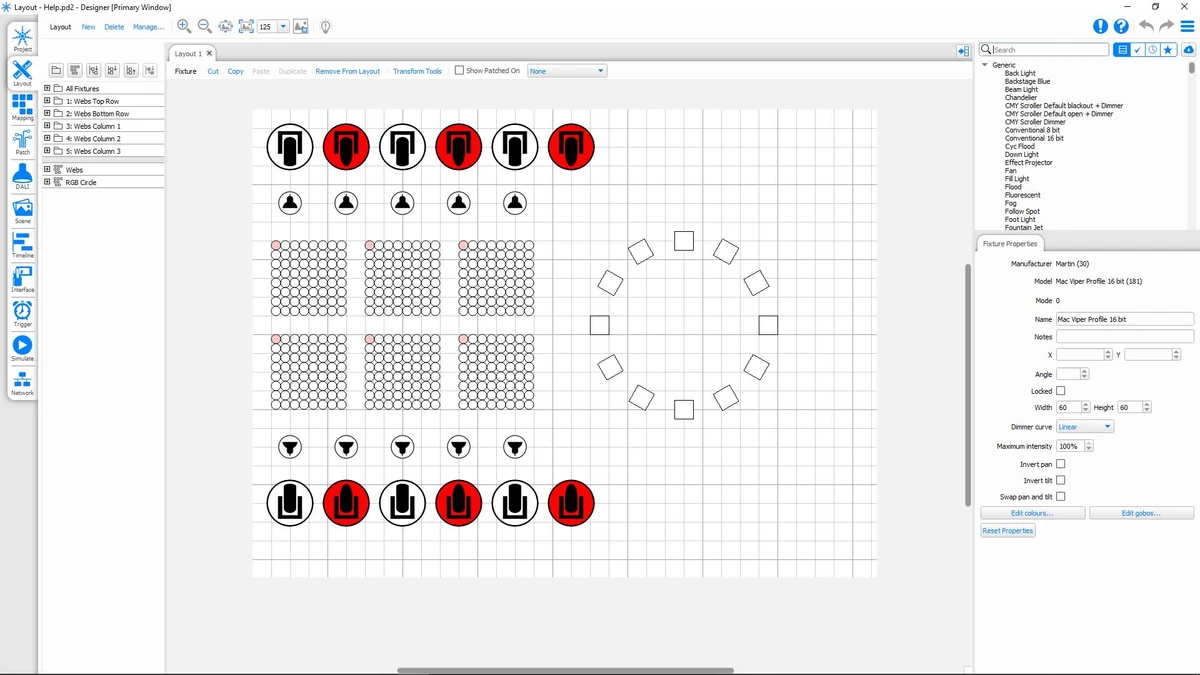 Layout - Help.pd2 - Designer [Primary Window]
Project
Layout
Mapping
Patch
DALI
Scene
Timeline
Interface
Trigger
Simulate
Network
Layout New Delete Manage...
125
All Fixtures
1: Webs Top Row
2: Webs Bottom Row
3: Webs Column 1
4: Webs Column 2
5: Webs Column 3
Webs
RGB Circle
Layout 1
Fixture Cut Copy Paste Duplicate Remove From Layout Transform Tools Show Patched On None
Search
Generic
Back Light
Backstage Blue
Beam Light
Chandelier
CMY Scroller Default blackout + Dimmer
CMY Scroller Default open + Dimmer
CMY Scroller Dimmer
Conventional 8 bit
Conventional 16 bit
Cyc Flood
Down Light
Effect Projector
Fan
Fill Light
Flood
Fluorescent
Fog
Follow Spot
Foot Light
Fountain Jet
Fixture Properties
Manufacturer Martin (30)
Model Mac Viper Profile 16 bit (181)
Mode 0
Name Mac Viper Profile 16 bit
Notes
X Y
Angle
Locked
Width 60 Height 60
Dimmer curve Linear
Maximum intensity 100%
Invert pan
Invert tilt
Swap pan and tilt
Edit colours... Edit gobos...
Reset Properties